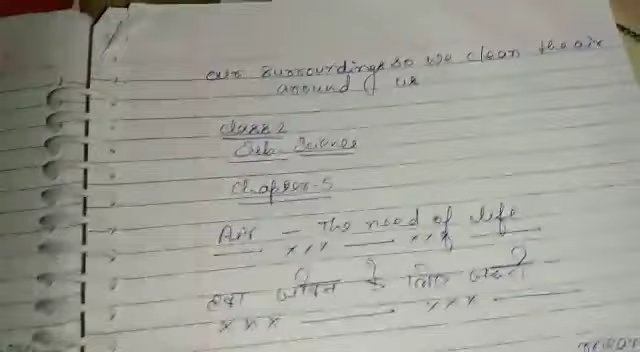 our surroundings so we clean the air
around of us
Class 2
Sub- Science
Chapter-5
Air – The need of life
हवा जीवन के लिए जरूरी